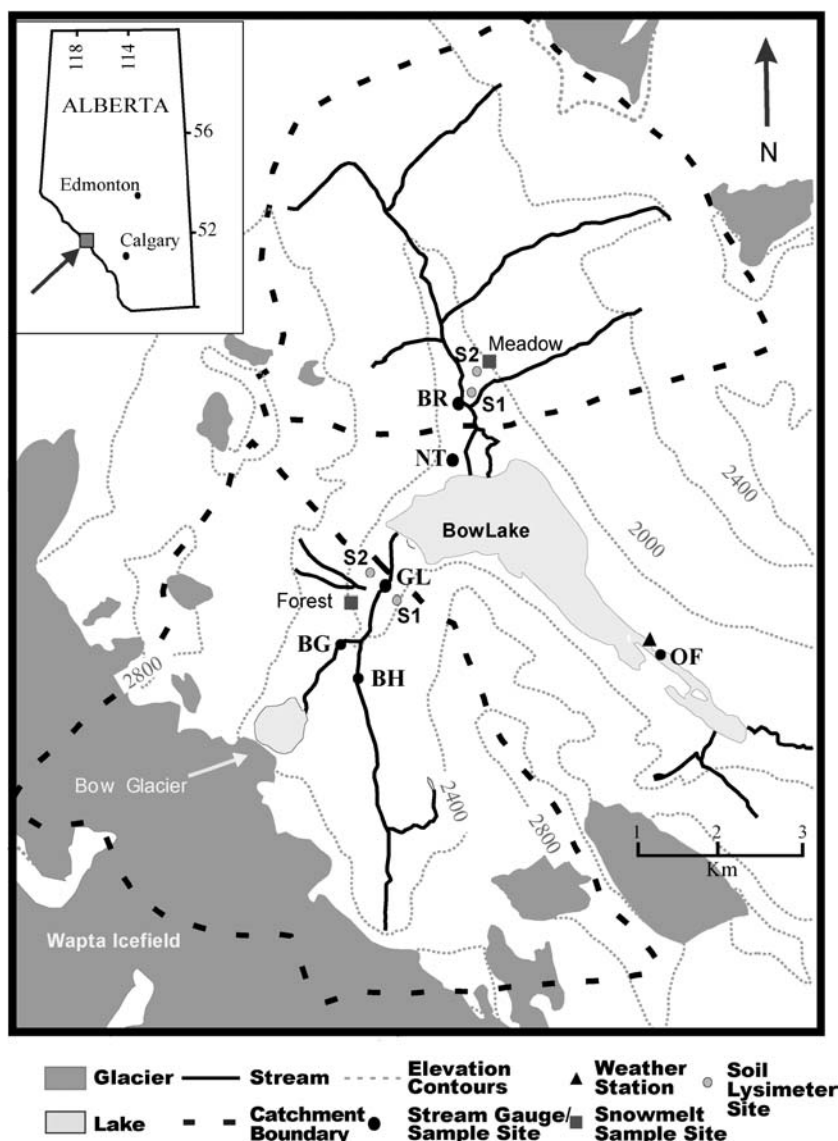 118
114
ALBERTA
56
Edmonton
52
Calgary
N
S2
Meadow
BR
S1
NT
2400
BowLake
2000
S2
GL
Forest
S1
BG
OF
2800
BH
Bow Glacier
2400
2800
1 2 3
Km
Wapta Icefield
Glacier
Stream
Elevation
Contours
Weather
Station
Soil
Lysimeter
Site
Lake
Catchment
Boundary
Stream Gauge/
Sample Site
Snowmelt
Sample Site